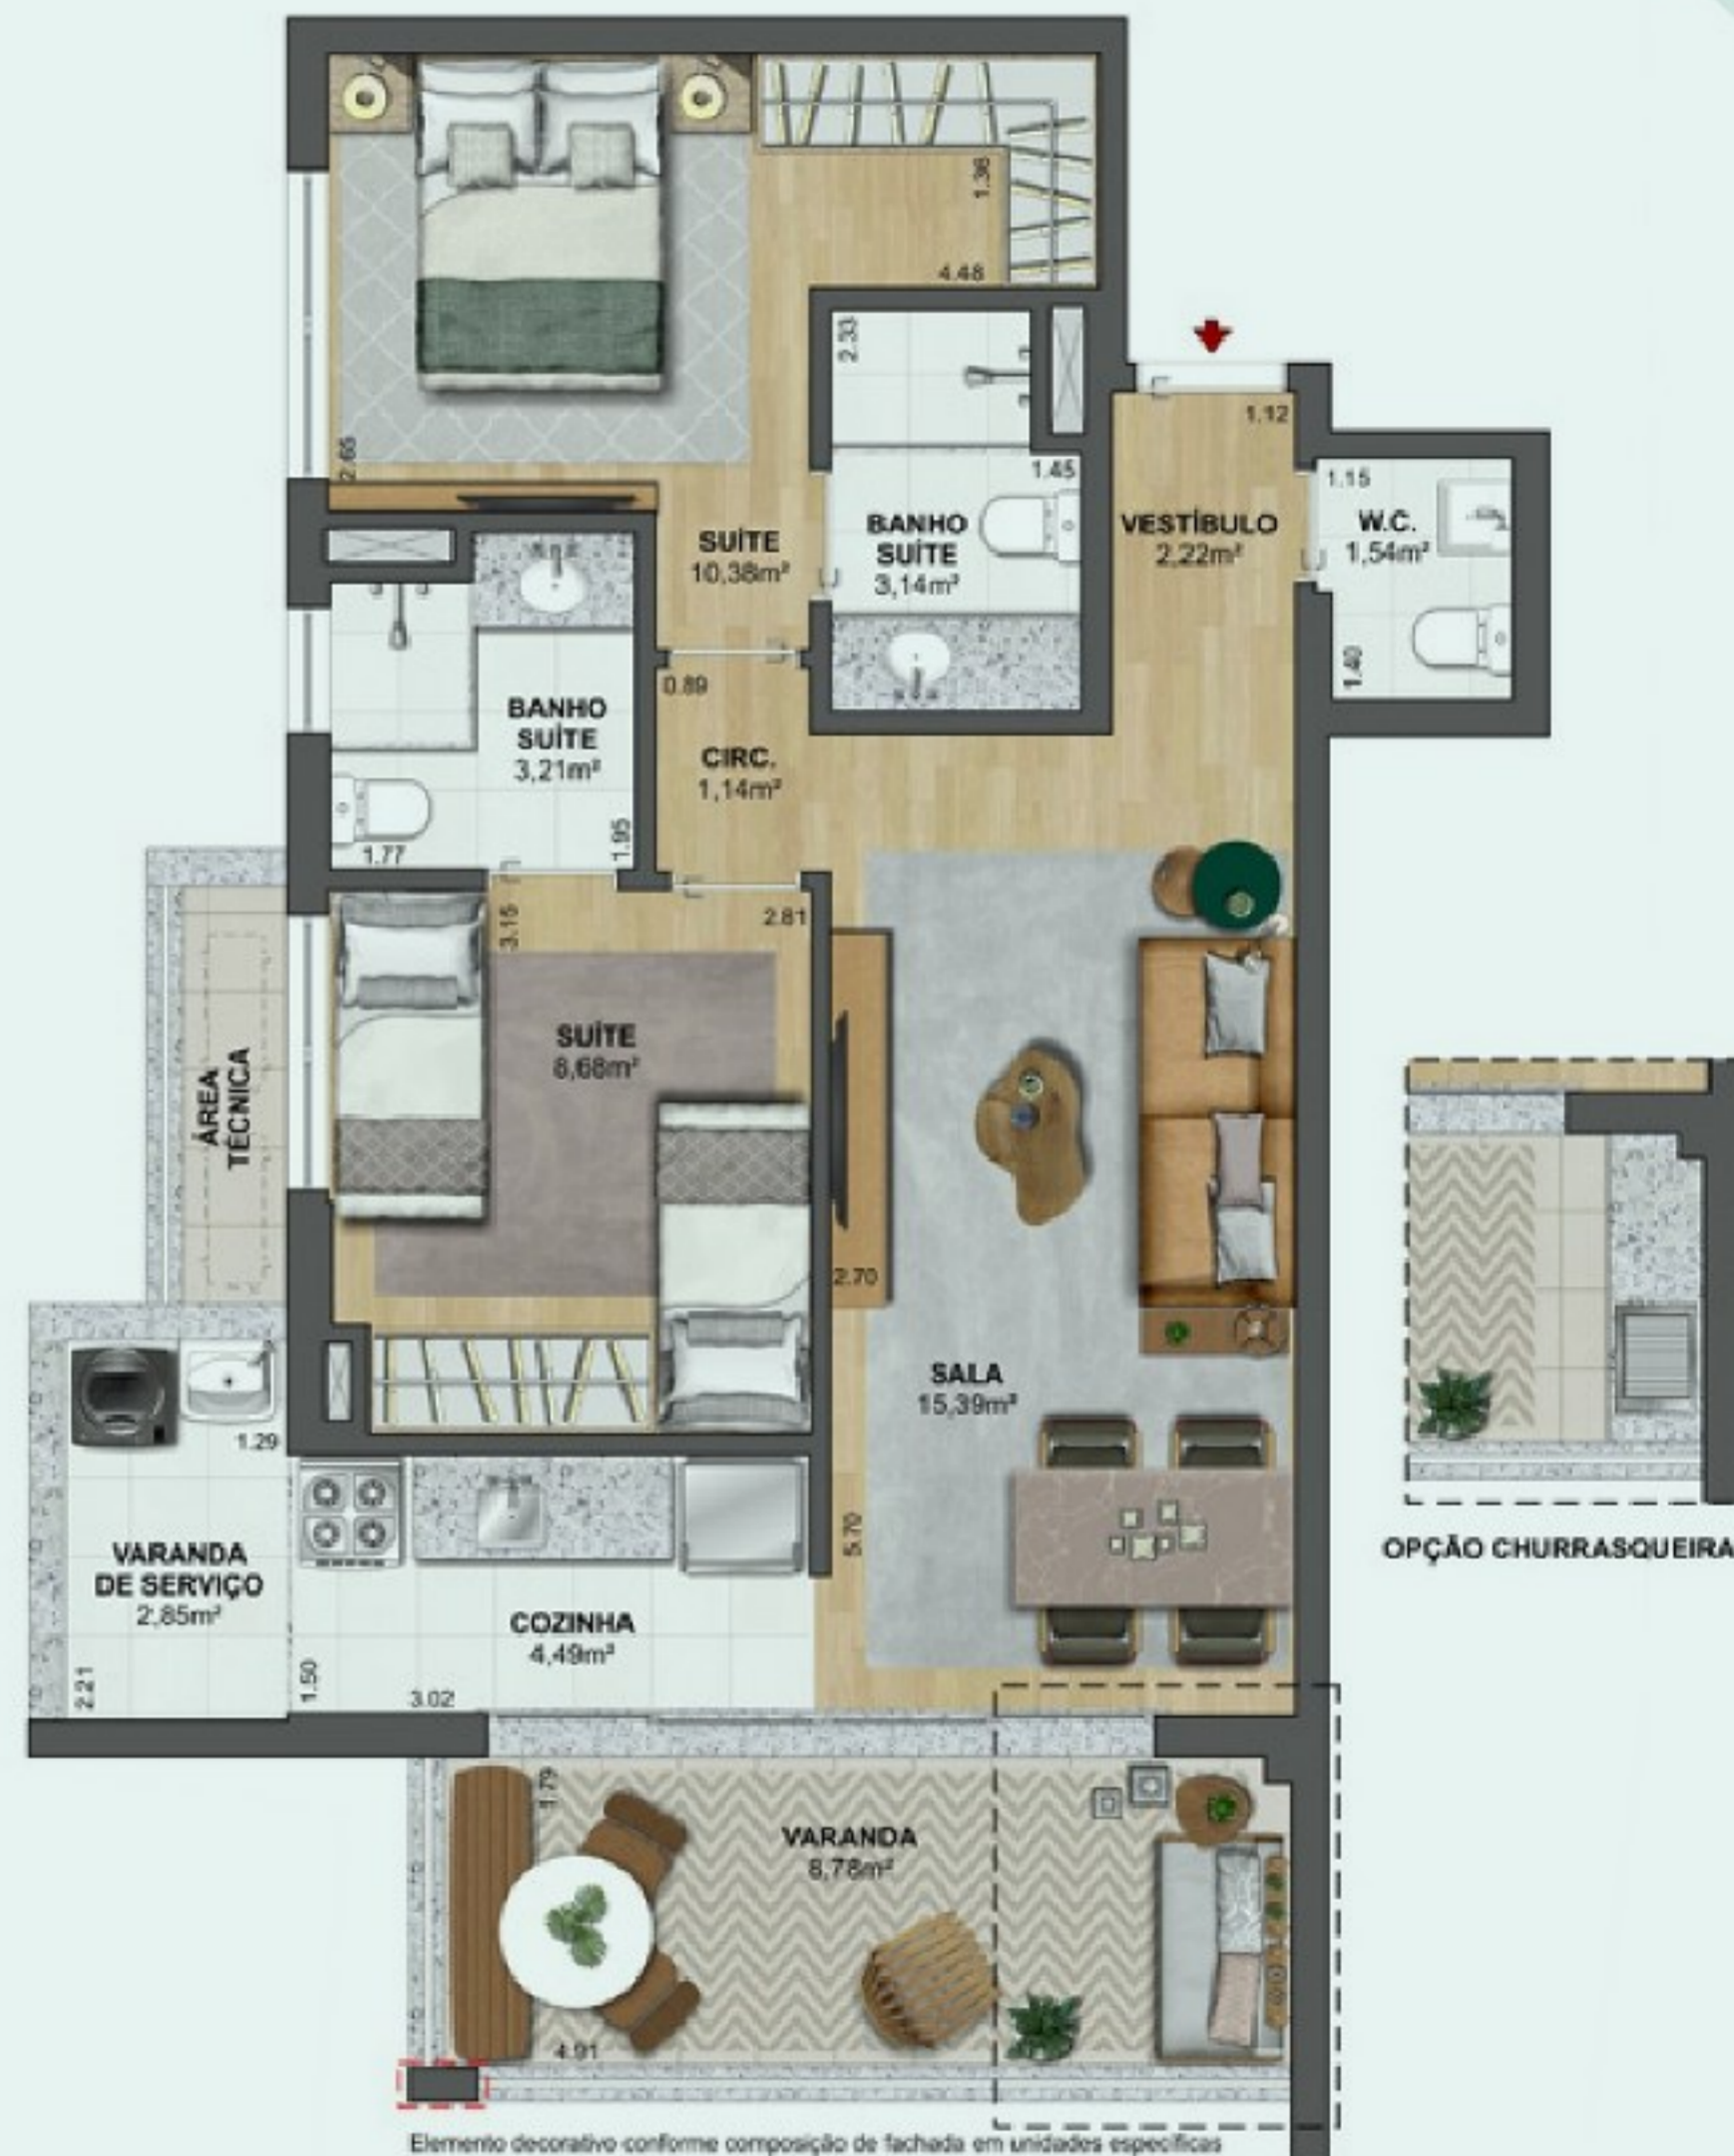 1.38
4.48
2.33
2.65
1.12
1.45
1.15
SUÍTE
10,38m²
BANHO
SUÍTE
3,14m²
VESTÍBULO
2,22m²
W.C.
1,54m²
1.40
0.89
BANHO
SUÍTE
3,21m²
CIRC.
1,14m²
1.77
1.95
3.15
2.81
SUÍTE
8,68m²
ÁREA
TÉCNICA
2.70
SALA
15,39m²
1.29
5.70
OPÇÃO CHURRASQUEIRA
VARANDA
DE SERVIÇO
2,85m²
COZINHA
4,49m²
2.21
1.50
3.02
1.79
VARANDA
8,78m²
4.91
Elemento decorativo conforme composição de fachada em unidades específicas